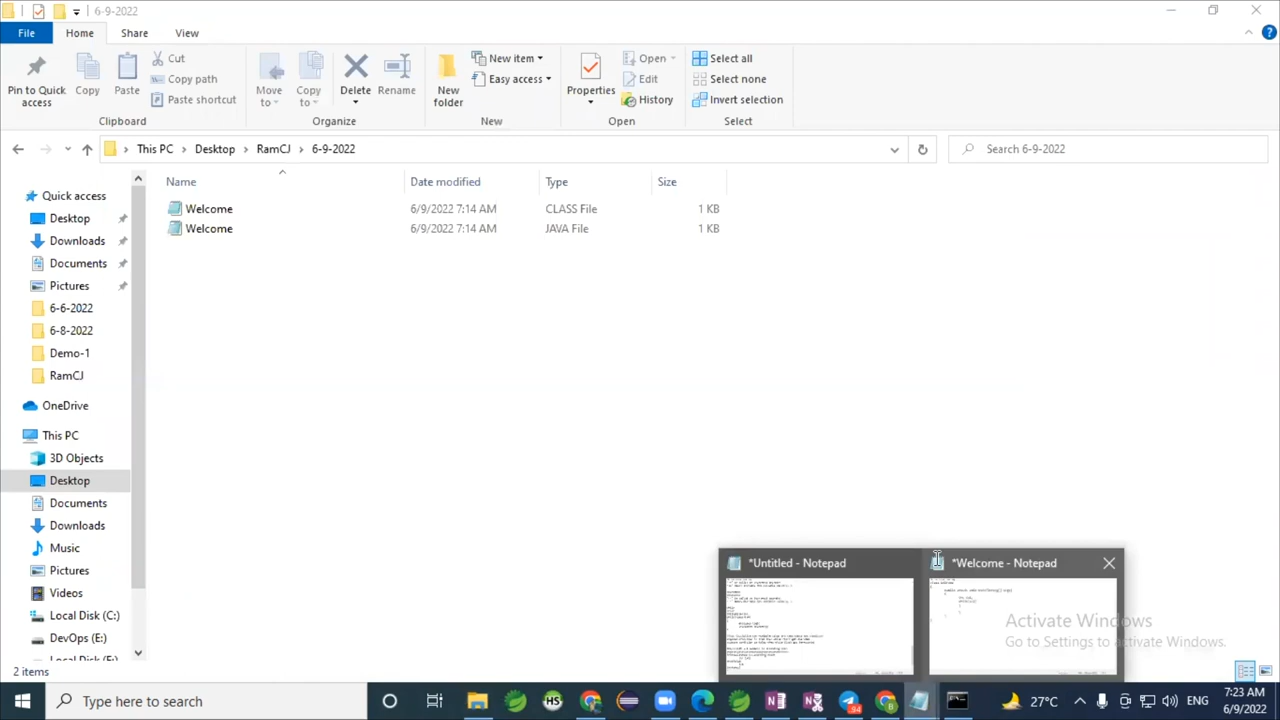 6-9-2022
File Home Share View
Pin to Quick access
Copy
Paste
Cut
Copy path
Paste shortcut
Clipboard
Move to
Copy to
Delete
Rename
Organize
New folder
New item
Easy access
New
Properties
Open
Edit
History
Open
Select all
Select none
Invert selection
Select
This PC > Desktop > RamCJ > 6-9-2022
Search 6-9-2022
Name Date modified Type Size
Welcome 6/9/2022 7:14 AM CLASS File 1 KB
Welcome 6/9/2022 7:14 AM JAVA File 1 KB
Quick access
Desktop
Downloads
Documents
Pictures
6-6-2022
6-8-2022
Demo-1
RamCJ
OneDrive
This PC
3D Objects
Desktop
Documents
Downloads
Music
Pictures
Videos
Local Disk (C:)
DevOps (E:)
2 items
*Untitled - Notepad
*Welcome - Notepad
Activate Windows
Go to Settings to activate Windows.
Type here to search
HS
94
B
27°C
ENG
7:23 AM
6/9/2022